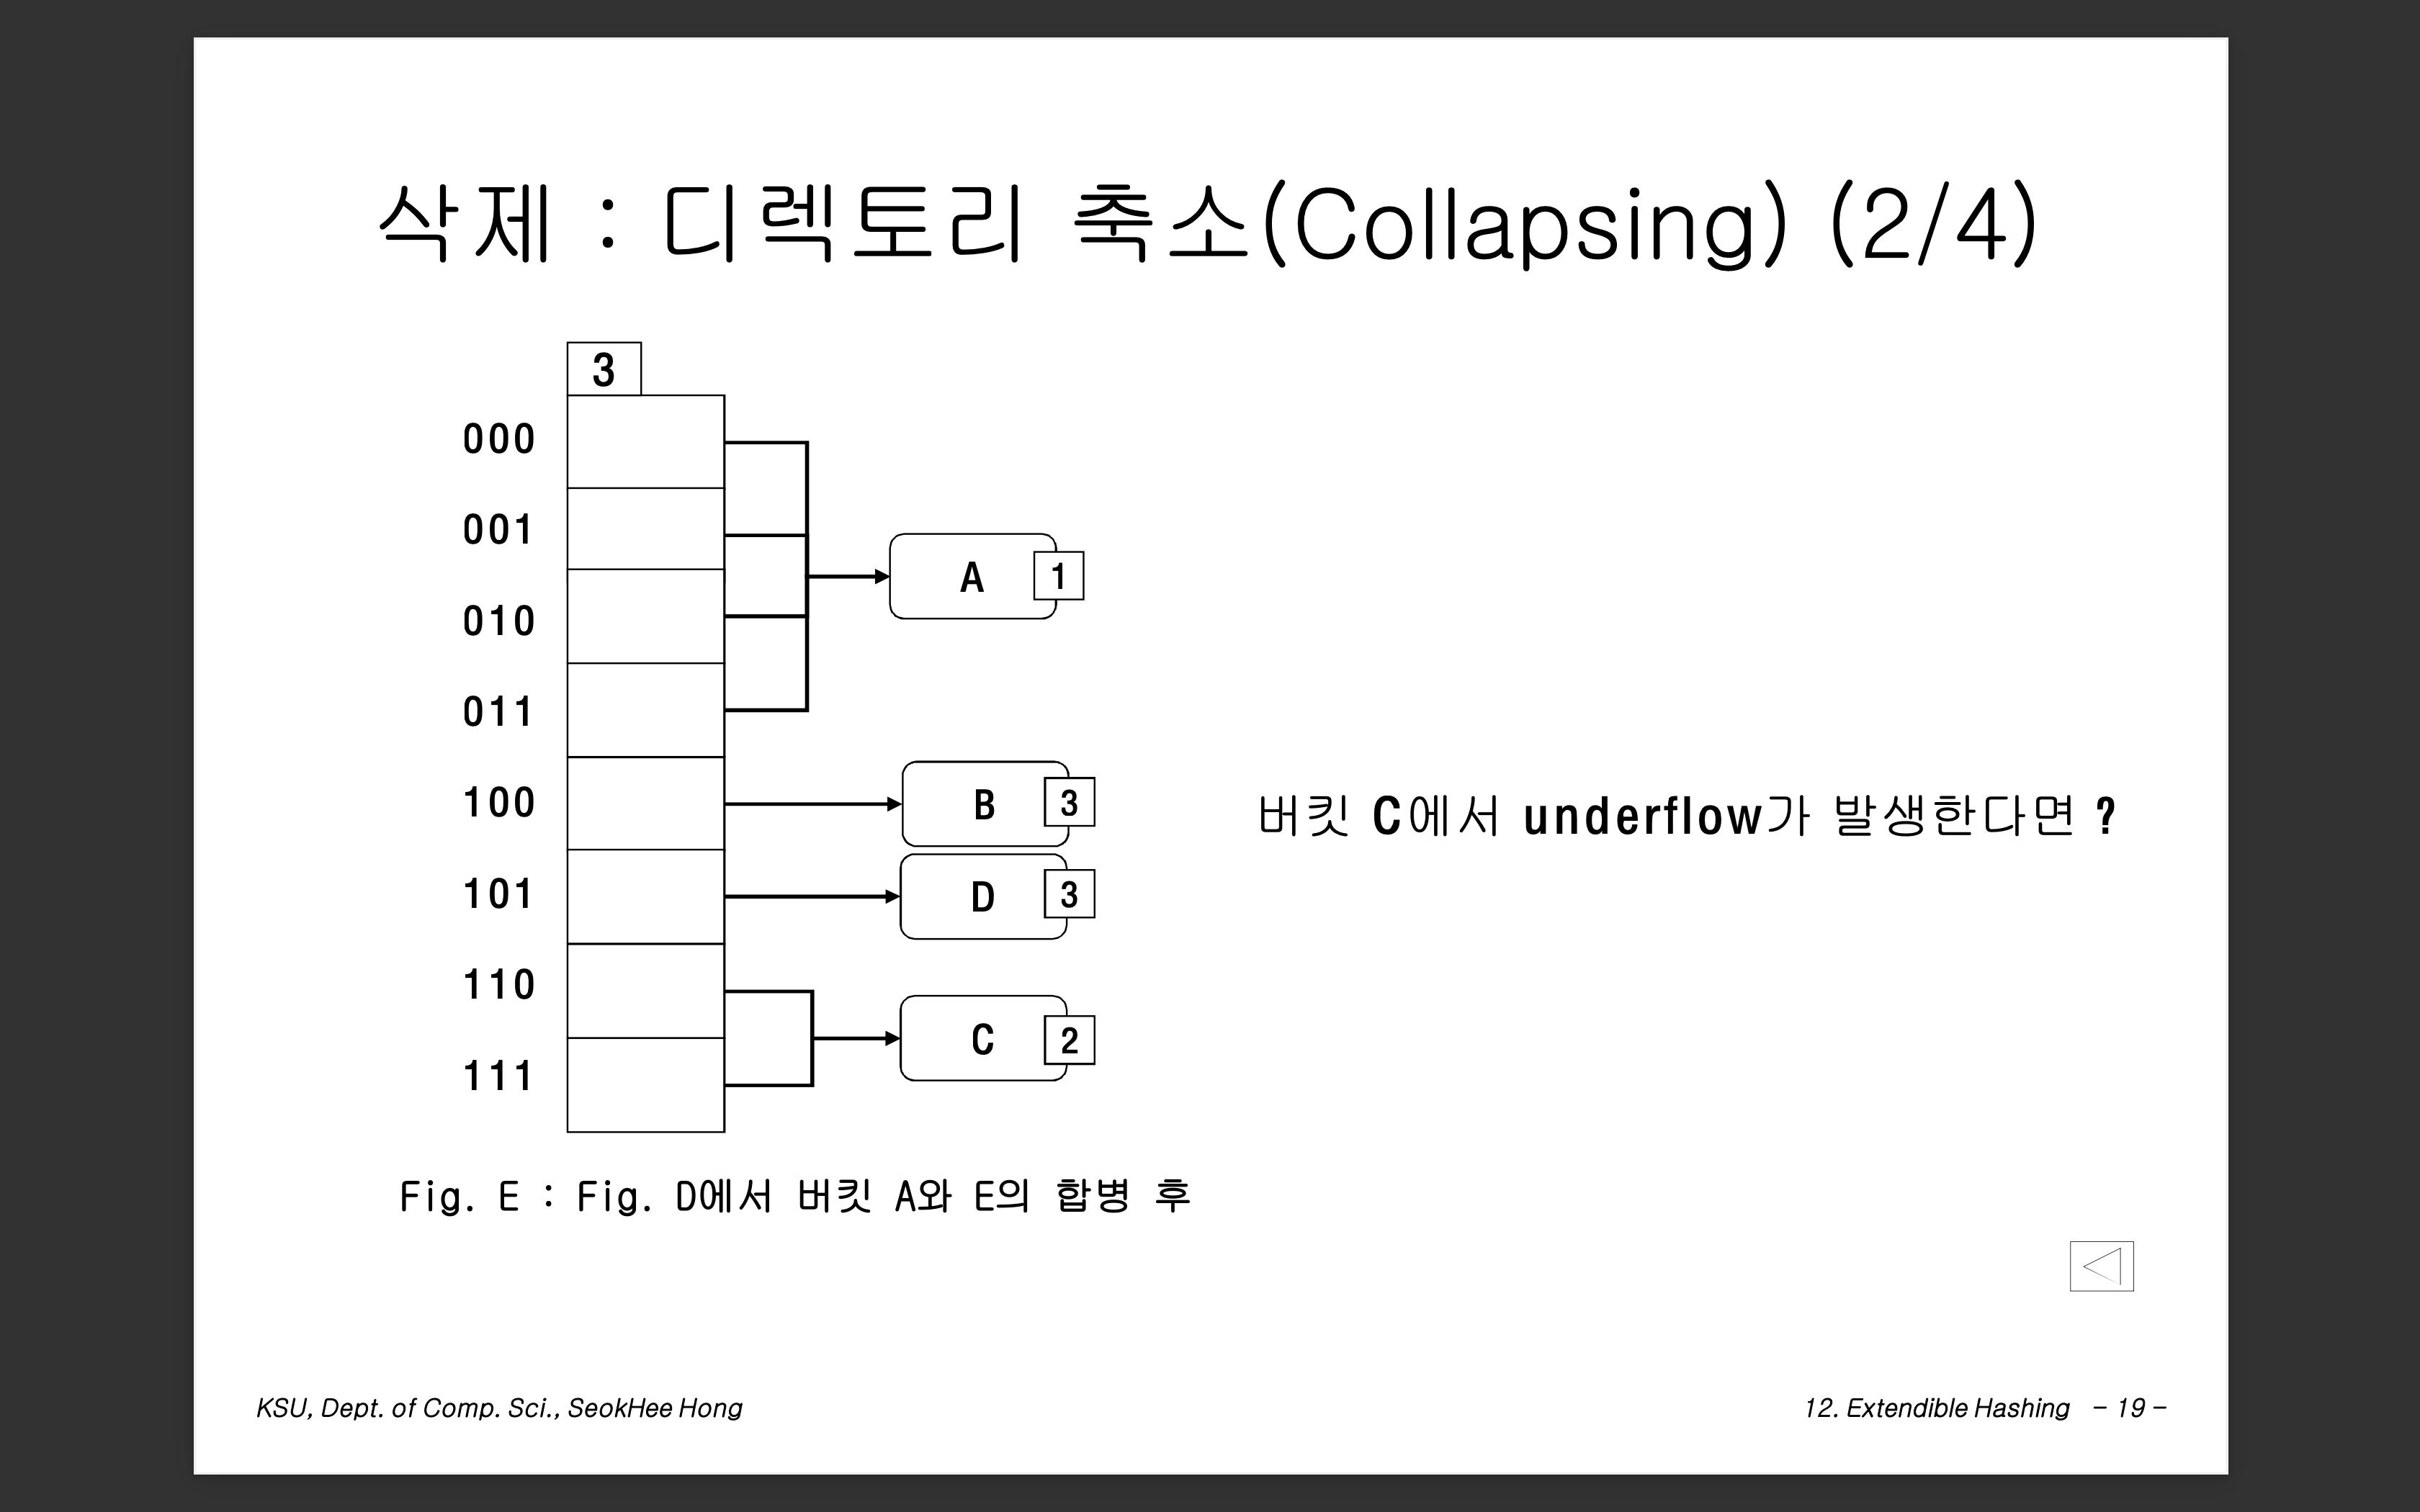 삭제 : 디렉토리 축소(Collapsing) (2/4)
3
000
001
A 1
010
011
100
B 3
버킷 C에서 underflow가 발생한다면 ?
101
D 3
110
C 2
111
Fig. E : Fig. D에서 버킷 A와 E의 합병 후
KSU, Dept. of Comp. Sci., SeokHee Hong
12. Extendible Hashing - 19 -